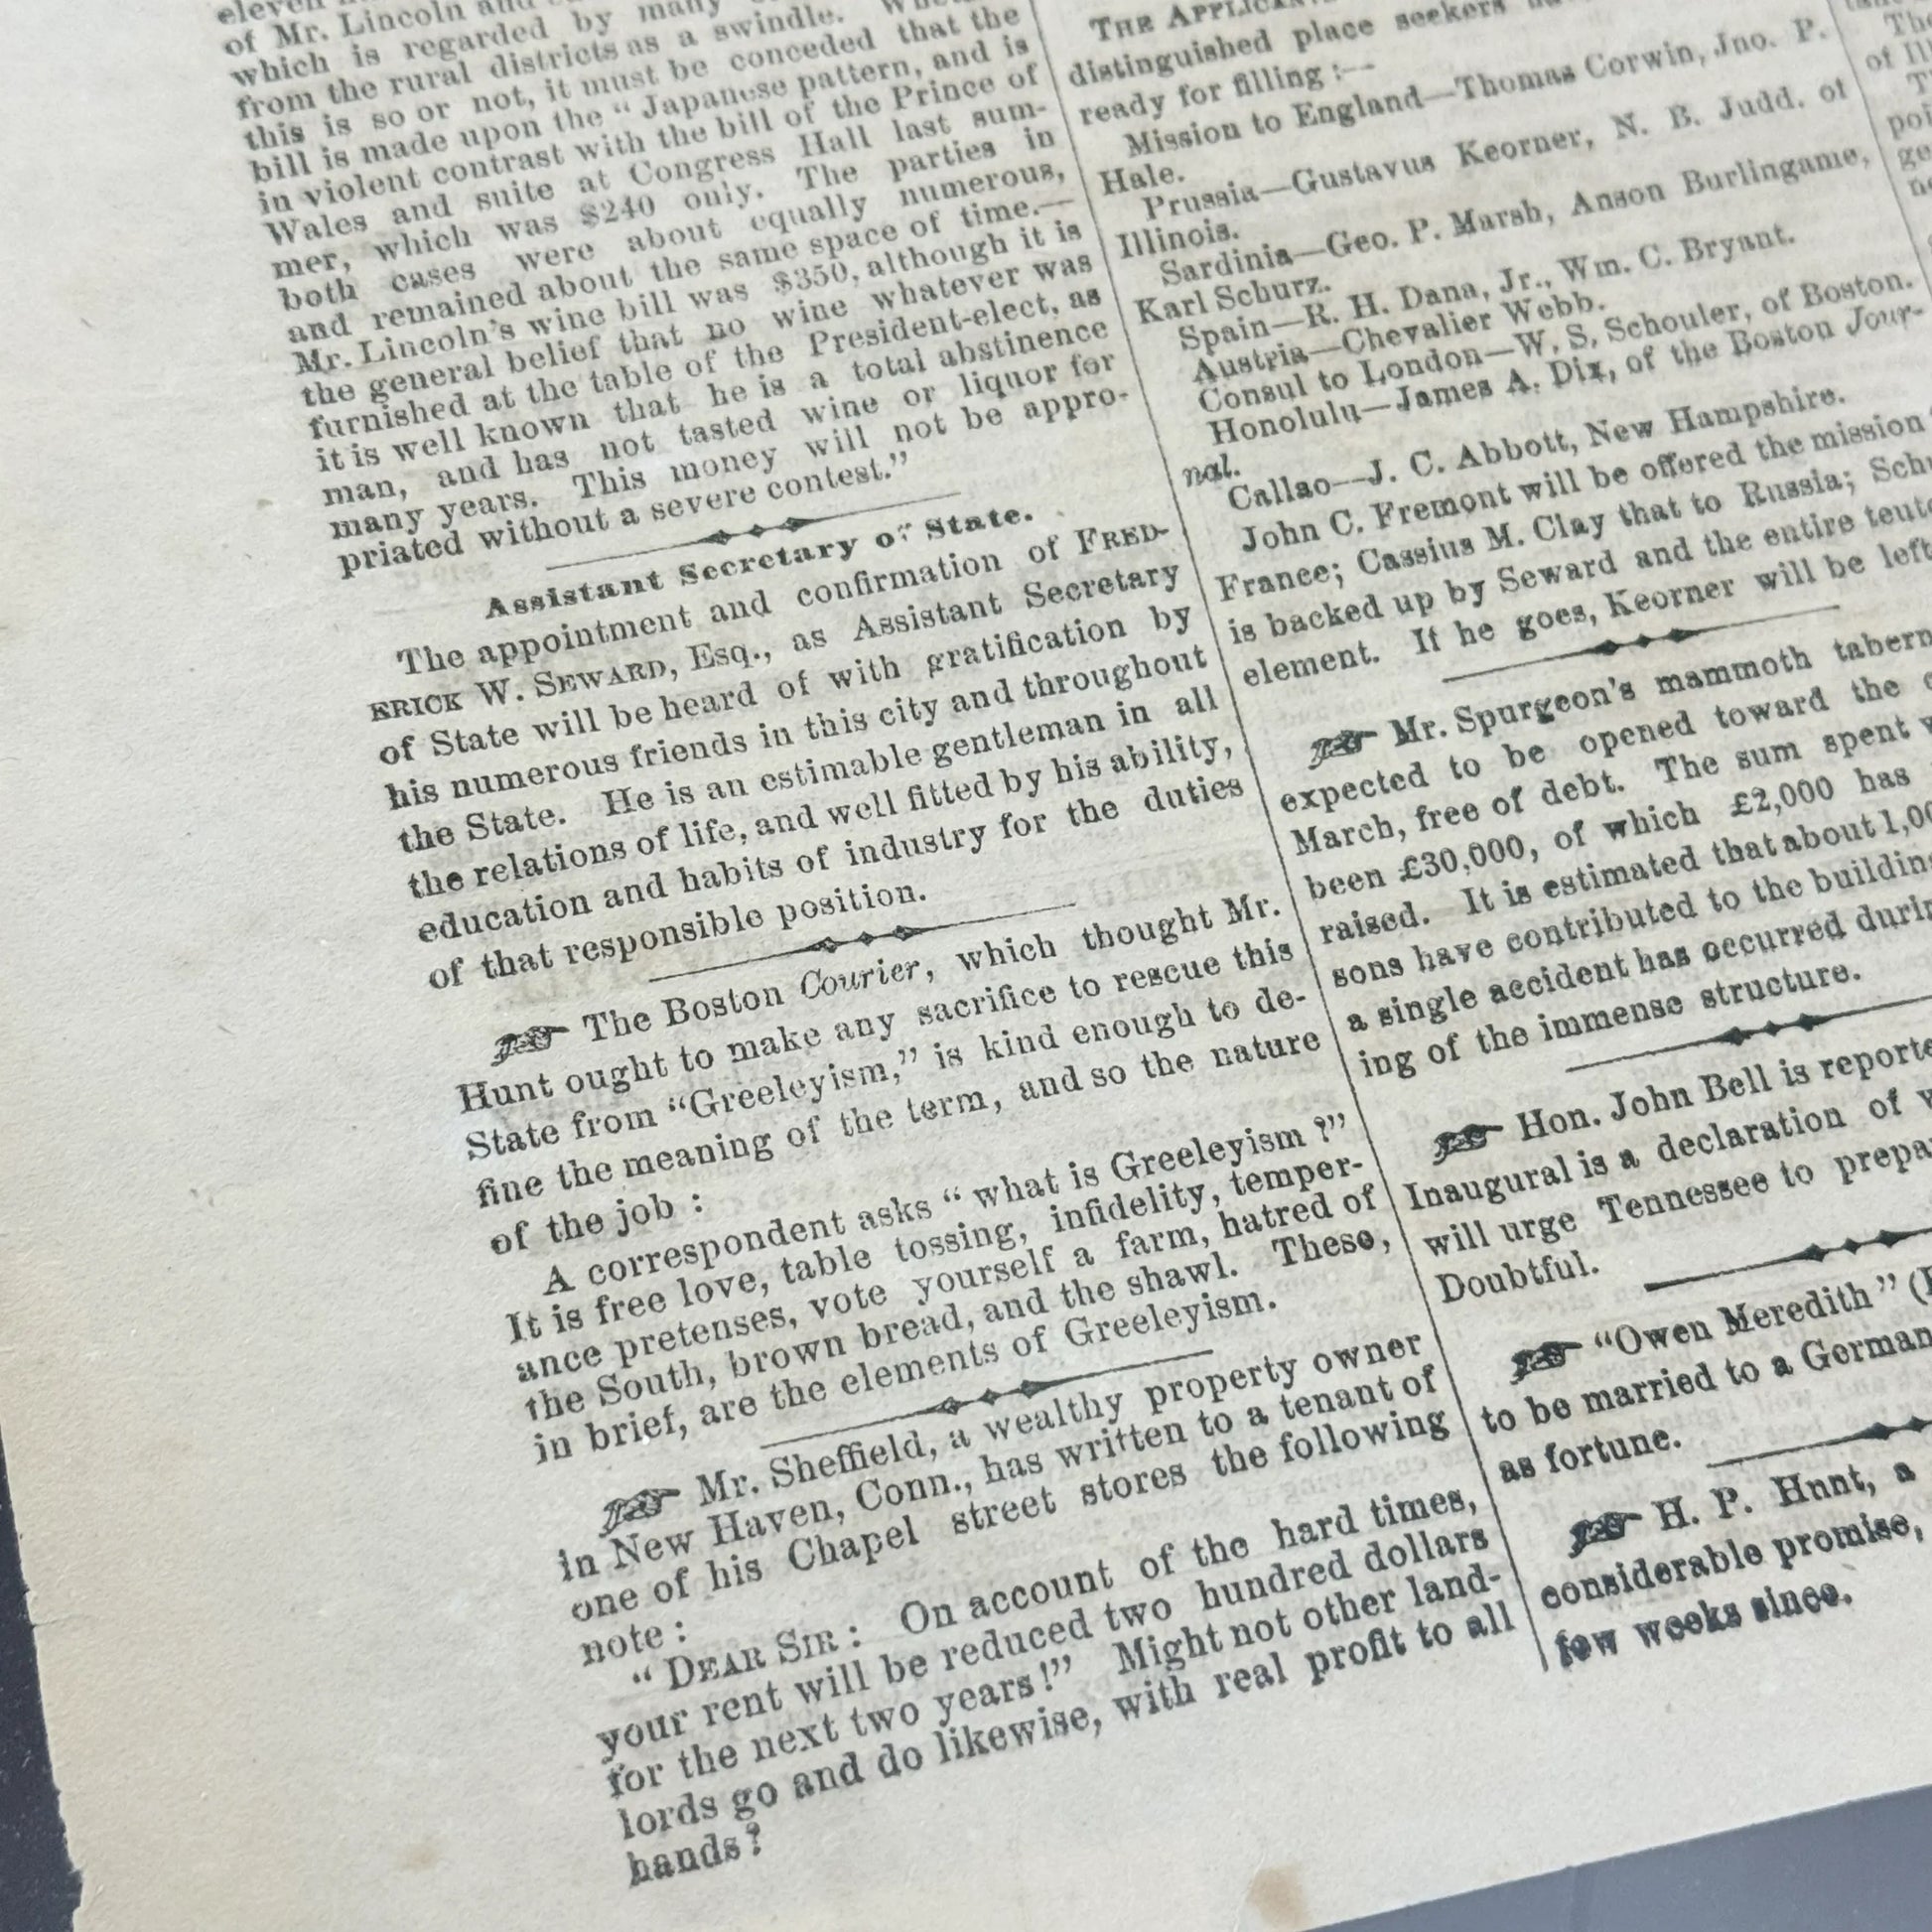 eleven
of Mr. Lincoln and
which is regarded by many
from the rural districts as a swindle.
this is so or not, it must be conceded that the
bill is made upon the "Japanese pattern, and is
in violent contrast with the bill of the Prince of
Wales and suite at Congress Hall last sum-
mer, which was $240 only. The parties in
both cases were about equally numerous,
and remained about the same space of time.—
Mr. Lincoln's wine bill was $350, although it is
the general belief that no wine whatever was
furnished at the table of the President-elect, as
it is well known that he is a total abstinence
man, and has not tasted wine or liquor for
many years. This money will not be appro-
priated without a severe contest."
Assistant Secretary of State.
The appointment and confirmation of FRED-
ERICK W. SEWARD, Esq., as Assistant Secretary
of State will be heard of with gratification by
his numerous friends in this city and throughout
the State. He is an estimable gentleman in all
the relations of life, and well fitted by his ability,
education and habits of industry for the duties
of that responsible position.
The Boston Courier, which thought Mr.
Hunt ought to make any sacrifice to rescue this
State from "Greeleyism," is kind enough to de-
fine the meaning of the term, and so the nature
of the job :
A correspondent asks "what is Greeleyism ?"
It is free love, table tossing, infidelity, temper-
ance pretenses, vote yourself a farm, hatred of
the South, brown bread, and the shawl. These,
in brief, are the elements of Greeleyism.
Mr. Sheffield, a wealthy property owner
in New Haven, Conn., has written to a tenant of
one of his Chapel street stores the following
note :
"DEAR SIR : On account of the hard times,
your rent will be reduced two hundred dollars
for the next two years!" Might not other land-
lords go and do likewise, with real profit to all
hands?
THE
distinguished place seekers
ready for filling :—
Mission to England—Thomas Corwin, Jno. P.
Hale.
Prussia—Gustavus Keorner, N. B. Judd. of
Illinois.
Sardinia—Geo. P. Marsh, Anson Burlingame,
Karl Schurz.
Spain—R. H. Dana, Jr., Wm. C. Bryant.
Austria—Chevalier Webb.
Consul to London—W. S. Schouler, of Boston.
Honolulu—James A. Dix, of the Boston Jour-
nal.
Callao—J. C. Abbott, New Hampshire.
John C. Fremont will be offered the mission
France; Cassius M. Clay that to Russia;
is backed up by Seward and the entire
element. If he goes, Keorner will be left
Mr. Spurgeon's mammoth
expected to be opened toward the
March, free of debt. The sum spent
been £30,000, of which £2,000 has
raised. It is estimated that about
sons have contributed to the
a single accident has occurred
ing of the immense structure.
Hon. John Bell is
Inaugural is a declaration of
will urge Tennessee to
Doubtful.
"Owen Meredith"
to be married to a German
as fortune.
H. P. Hunt, a
considerable promise,
few weeks since.